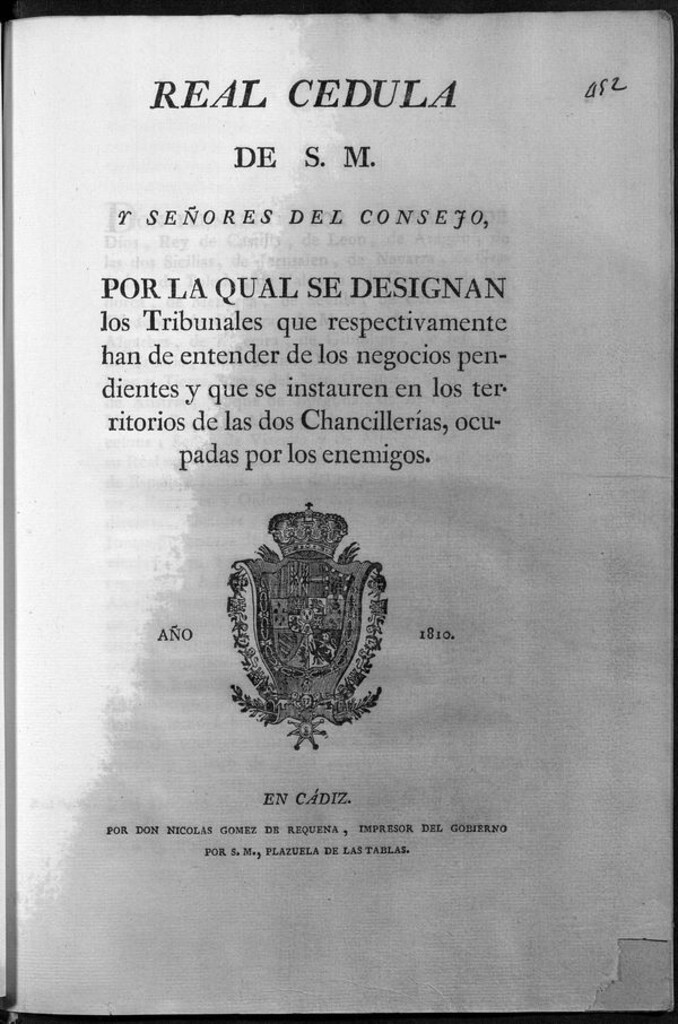 REAL CEDULA
452
DE S. M.
Y SEÑORES DEL CONSEJO,
POR LA QUAL SE DESIGNAN
los Tribunales que respectivamente
han de entender de los negocios pen-
dientes y que se instauren en los ter-
ritorios de las dos Chancillerías, ocu-
padas por los enemigos.
AÑO 1810.
EN CÁDIZ.
POR DON NICOLAS GOMEZ DE REQUENA, IMPRESOR DEL GOBIERNO
POR S. M., PLAZUELA DE LAS TABLAS.